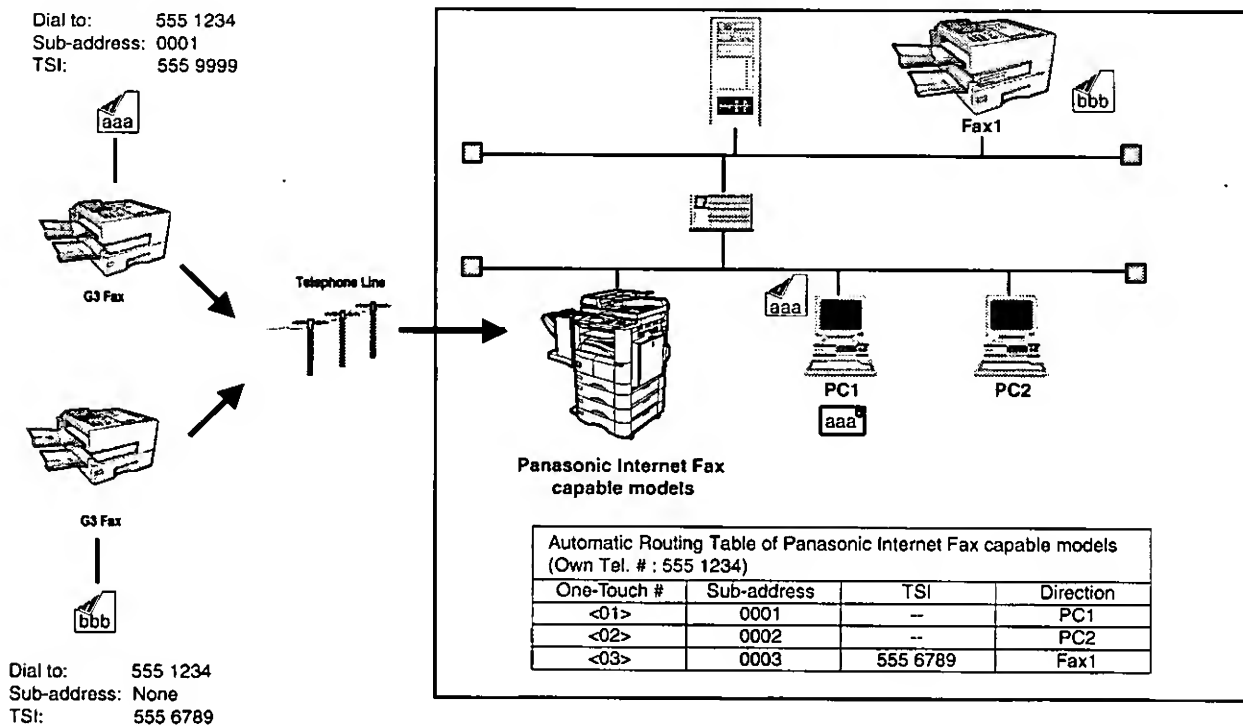 Dial to: 555 1234
Sub-address: 0001
TSI: 555 9999
aaa
G3 Fax
Telephone Line
G3 Fax
bbb
Dial to: 555 1234
Sub-address: None
TSI: 555 6789
Fax1
bbb
aaa
PC1
PC2
aaa
Panasonic Internet Fax
capable models
Automatic Routing Table of Panasonic Internet Fax capable models
(Own Tel. # : 555 1234)
One-Touch # Sub-address TSI Direction
<01> 0001 -- PC1
<02> 0002 -- PC2
<03> 0003 555 6789 Fax1